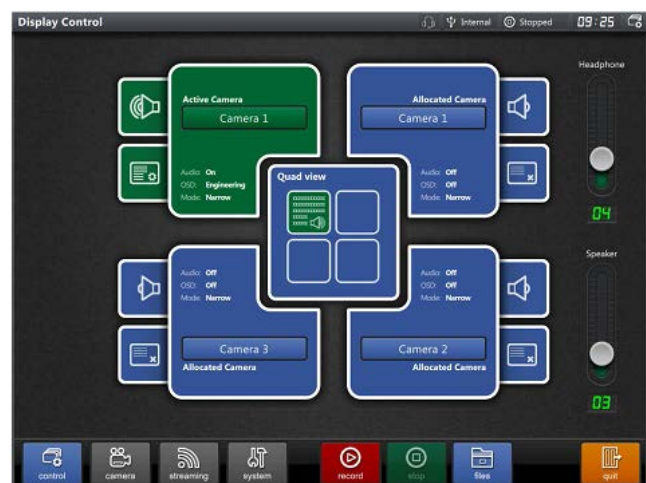 Display Control
Internal
Stopped
09:25
Headphone
Active Camera
Camera 1
Audio: On
OSD: Engineering
Mode: Narrow
Allocated Camera
Camera 1
Audio: Off
OSD: Off
Mode: Narrow
Quad view
04
Speaker
Audio: Off
OSD: Off
Mode: Narrow
Camera 3
Allocated Camera
Audio: Off
OSD: Off
Mode: Narrow
Camera 2
Allocated Camera
03
control
camera
streaming
system
record
stop
files
quit